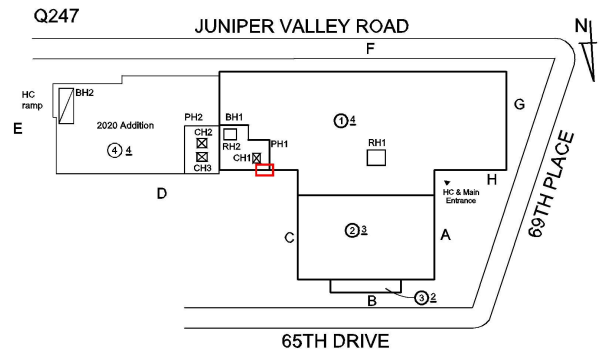 Q247
JUNIPER VALLEY ROAD
N
F
HC
ramp
BH2
E
2020 Addition
4 4
PH2
CH2
CH3
BH1
RH2
PH1
CH1
1 4
RH1
G
H
HC & Main
Entrance
69TH PLACE
D
C
2 3
A
B
3 2
65TH DRIVE